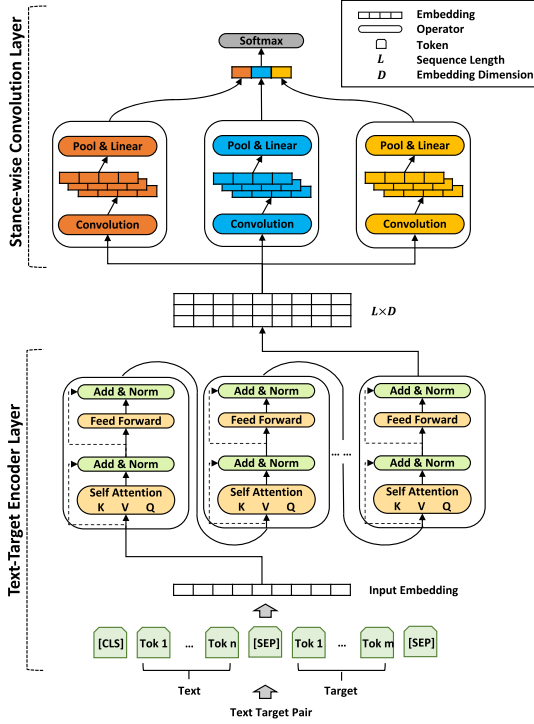 Embedding
Operator
Token
L Sequence Length
D Embedding Dimension
Stance-wise Convolution Layer
Softmax
Pool & Linear
Convolution
Pool & Linear
Convolution
Pool & Linear
Convolution
L×D
Text-Target Encoder Layer
Add & Norm
Feed Forward
Add & Norm
Self Attention
K V Q
Add & Norm
Feed Forward
Add & Norm
Self Attention
K V Q
... ...
Add & Norm
Feed Forward
Add & Norm
Self Attention
K V Q
Input Embedding
[CLS] Tok 1 ... Tok n [SEP] Tok 1 ... Tok m [SEP]
Text Target
Text Target Pair